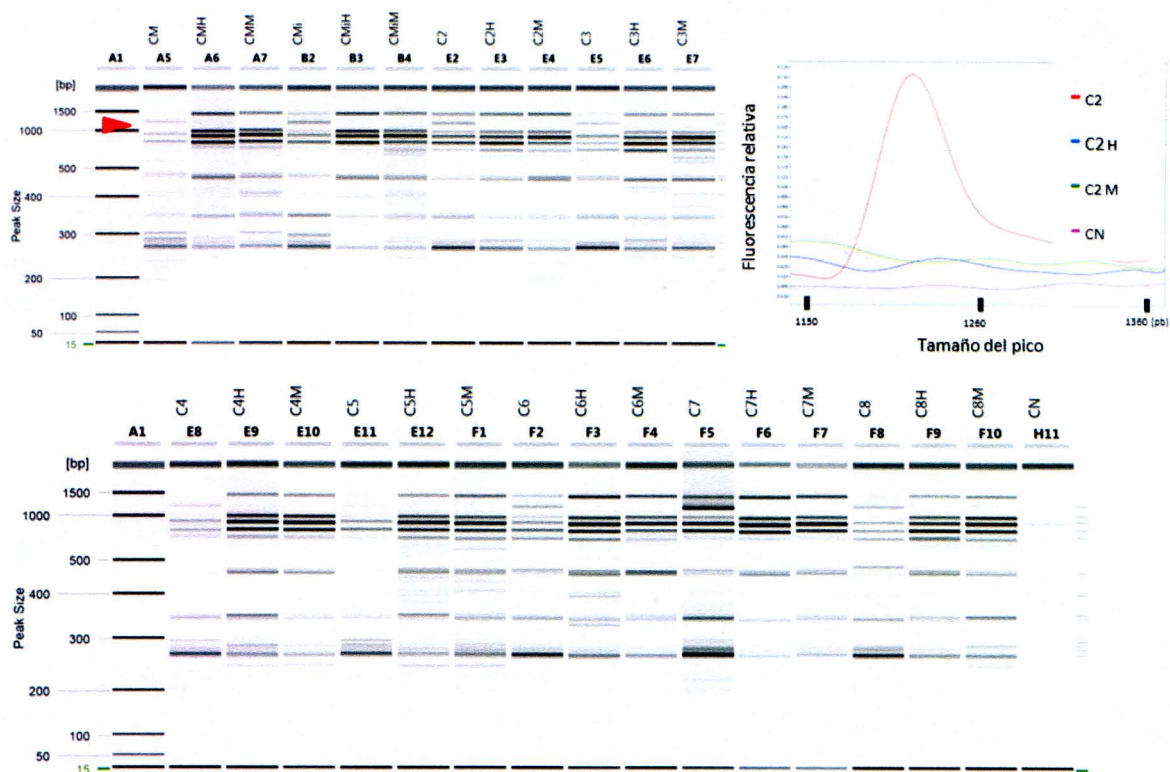 CM CMH CMM CMi CMiH CMiM C2 C2H C2M C3 C3H C3M
A1 A5 A6 A7 B2 B3 B4 E2 E3 E4 E5 E6 E7
[bp]
1500
1000
500
400
300
200
100
50
15
Peak Size
Fluorescencia relativa
C2
C2 H
C2 M
CN
1150 1260 1360 (pb)
Tamaño del pico
C4 C4H C4M C5 C5H C5M C6 C6H C6M C7 C7H C7M C8 C8H C8M CN
A1 E8 E9 E10 E11 E12 F1 F2 F3 F4 F5 F6 F7 F8 F9 F10 H11
[bp]
1500
1000
500
400
300
200
100
50
15
Peak Size